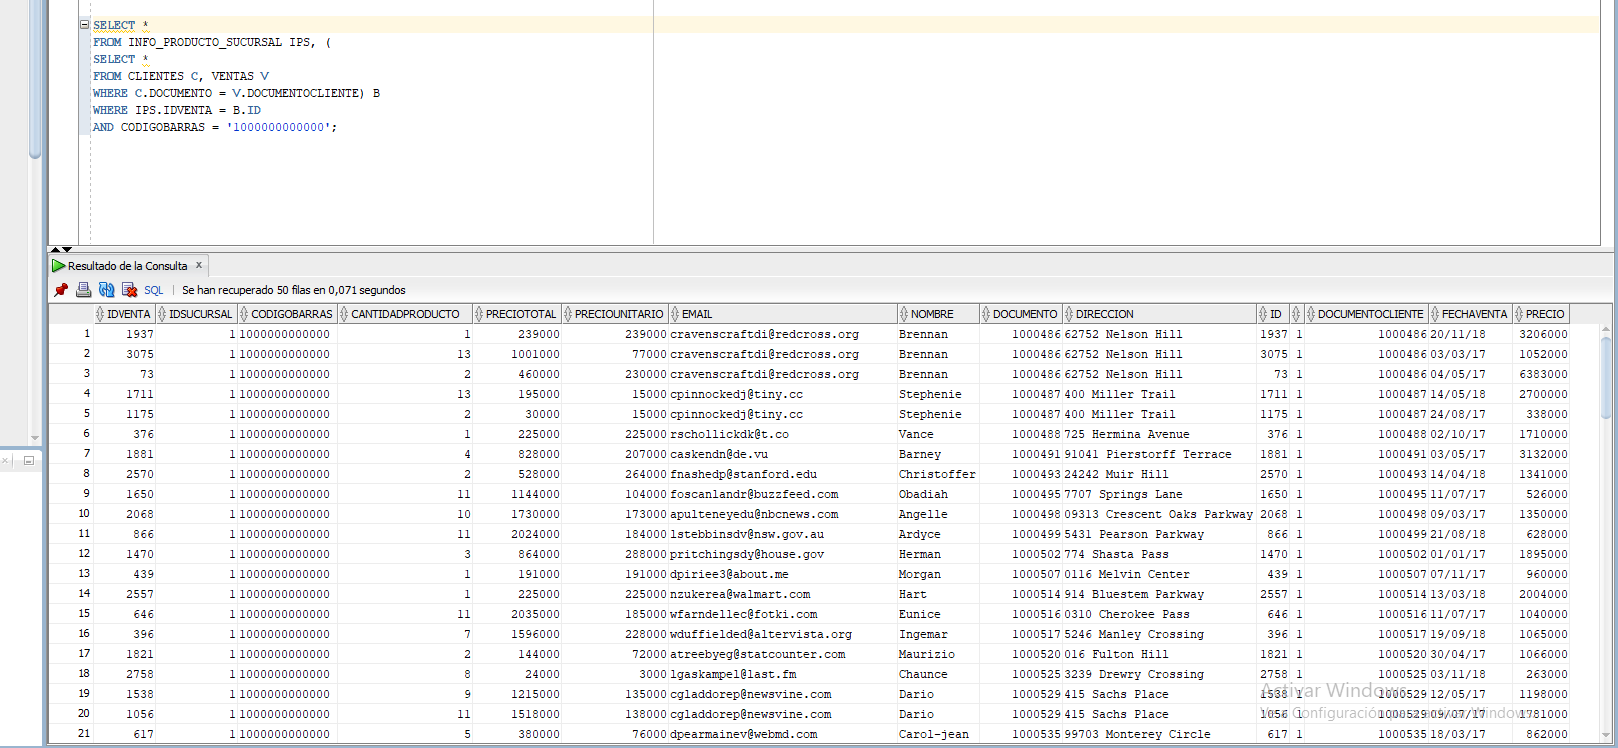 SELECT *
FROM INFO_PRODUCTO_SUCURSAL IPS, (
SELECT *
FROM CLIENTES C, VENTAS V
WHERE C.DOCUMENTO = V.DOCUMENTOCLIENTE) B
WHERE IPS.IDVENTA = B.ID
AND CODIGOBARRAS = '1000000000000';
Resultado de la Consulta x
SQL | Se han recuperado 50 filas en 0,071 segundos
IDVENTA IDSUCURSAL CODIGOBARRAS CANTIDADPRODUCTO PRECIOTOTAL PRECIOUNITARIO EMAIL NOMBRE DOCUMENTO DIRECCION ID DOCUMENTOCLIENTE FECHAVENTA PRECIO
1 1937 1 1000000000000 1 239000 239000 cravenscraftdi@redcross.org Brennan 1000486 62752 Nelson Hill 1937 1 1000486 20/11/18 3206000
2 3075 1 1000000000000 13 1001000 77000 cravenscraftdi@redcross.org Brennan 1000486 62752 Nelson Hill 3075 1 1000486 03/03/17 1052000
3 73 1 1000000000000 2 460000 230000 cravenscraftdi@redcross.org Brennan 1000486 62752 Nelson Hill 73 1 1000486 04/05/17 6383000
4 1711 1 1000000000000 13 195000 15000 cpinnockedj@tiny.cc Stephenie 1000487 400 Miller Trail 1711 1 1000487 14/05/18 2700000
5 1175 1 1000000000000 2 30000 15000 cpinnockedj@tiny.cc Stephenie 1000487 400 Miller Trail 1175 1 1000487 24/08/17 338000
6 376 1 1000000000000 1 225000 225000 rschollickdk@t.co Vance 1000488 725 Hermina Avenue 376 1 1000488 02/10/17 1710000
7 1881 1 1000000000000 4 828000 207000 caskendn@de.vu Barney 1000491 91041 Pierstorff Terrace 1881 1 1000491 03/05/17 3132000
8 2570 1 1000000000000 2 528000 264000 fnashedp@stanford.edu Christoffer 1000493 24242 Muir Hill 2570 1 1000493 14/04/18 1341000
9 1650 1 1000000000000 11 1144000 104000 foscanlandr@buzzfeed.com Obadiah 1000495 7707 Springs Lane 1650 1 1000495 11/07/17 526000
10 2068 1 1000000000000 10 1730000 173000 apulteneyedu@nbcnews.com Angelle 1000498 09313 Crescent Oaks Parkway 2068 1 1000498 09/03/17 1350000
11 866 1 1000000000000 11 2024000 184000 lstebbinsdv@nsw.gov.au Ardyce 1000499 5431 Pearson Parkway 866 1 1000499 21/08/18 628000
12 1470 1 1000000000000 3 864000 288000 pritchingsdy@house.gov Herman 1000502 774 Shasta Pass 1470 1 1000502 01/01/17 1895000
13 439 1 1000000000000 1 191000 191000 dpiriee3@about.me Morgan 1000507 0116 Melvin Center 439 1 1000507 07/11/17 960000
14 2557 1 1000000000000 1 225000 225000 nzukerea@walmart.com Hart 1000514 914 Bluestem Parkway 2557 1 1000514 13/03/18 2004000
15 646 1 1000000000000 11 2035000 185000 wfarndellec@fotki.com Eunice 1000516 0310 Cherokee Pass 646 1 1000516 11/07/17 1040000
16 396 1 1000000000000 7 1596000 228000 wduffielded@altervista.org Ingemar 1000517 5246 Manley Crossing 396 1 1000517 19/09/18 1065000
17 1821 1 1000000000000 2 144000 72000 atreebyeg@statcounter.com Maurizio 1000520 016 Fulton Hill 1821 1 1000520 30/04/17 1066000
18 2758 1 1000000000000 8 24000 3000 lgaskampel@last.fm Chaunce 1000525 3239 Drewry Crossing 2758 1 1000525 03/11/18 263000
19 1538 1 1000000000000 9 1215000 135000 cgladdorep@newsvine.com Dario 1000529 415 Sachs Place 1538 1 1000529 12/05/17 1198000
Activar Windows
20 1056 1 1000000000000 11 1518000 138000 cgladdorep@newsvine.com Dario 1000529 415 Sachs Place 1056 1 1000529 09/07/17 1781000
Ve a Configuración para activar Windows.
21 617 1 1000000000000 5 380000 76000 dpearmainev@webmd.com Carol-jean 1000535 99703 Monterey Circle 617 1 1000535 18/03/17 862000